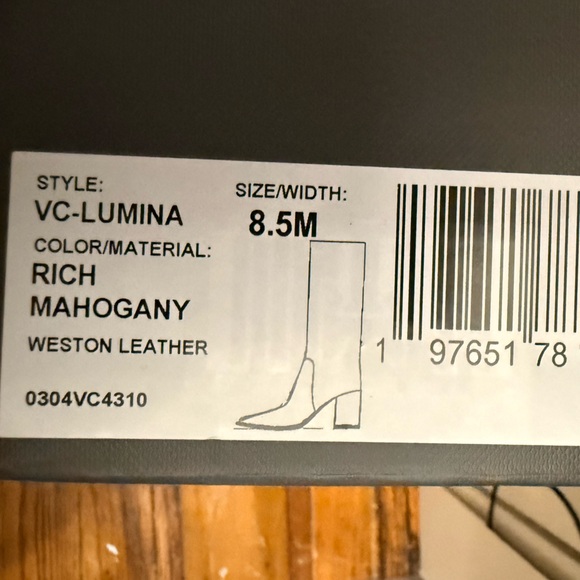 STYLE:
VC-LUMINA
COLOR/MATERIAL:
RICH
MAHOGANY
WESTON LEATHER
0304VC4310
SIZE/WIDTH:
8.5M
1 97651 78